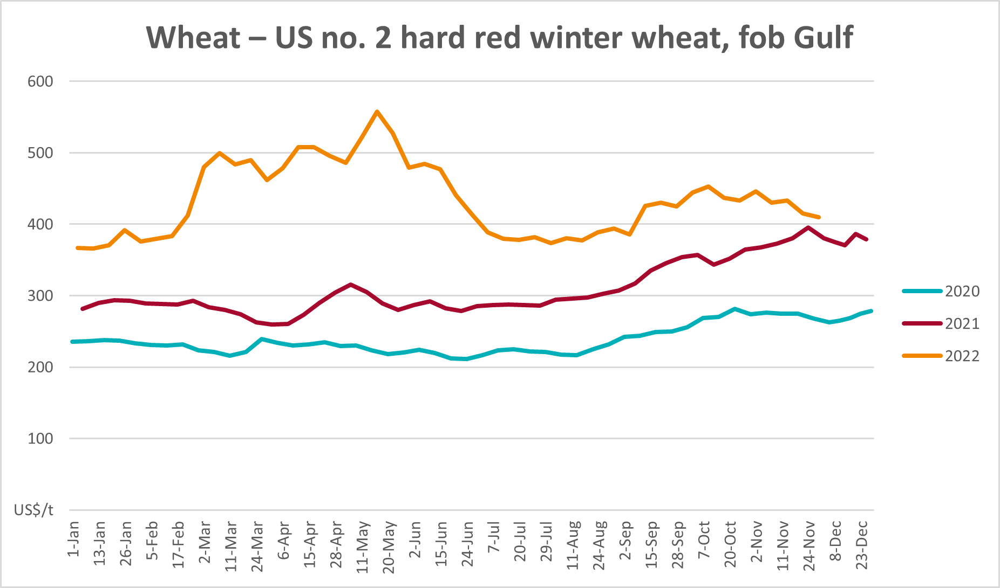 Wheat – US no. 2 hard red winter wheat, fob Gulf
600
500
400
300
200
100
US$/t
1-Jan
13-Jan
26-Jan
5-Feb
17-Feb
2-Mar
11-Mar
24-Mar
6-Apr
15-Apr
28-Apr
11-May
20-May
2-Jun
15-Jun
24-Jun
7-Jul
20-Jul
29-Jul
11-Aug
24-Aug
2-Sep
15-Sep
28-Sep
7-Oct
20-Oct
2-Nov
11-Nov
24-Nov
8-Dec
23-Dec
2020
2021
2022